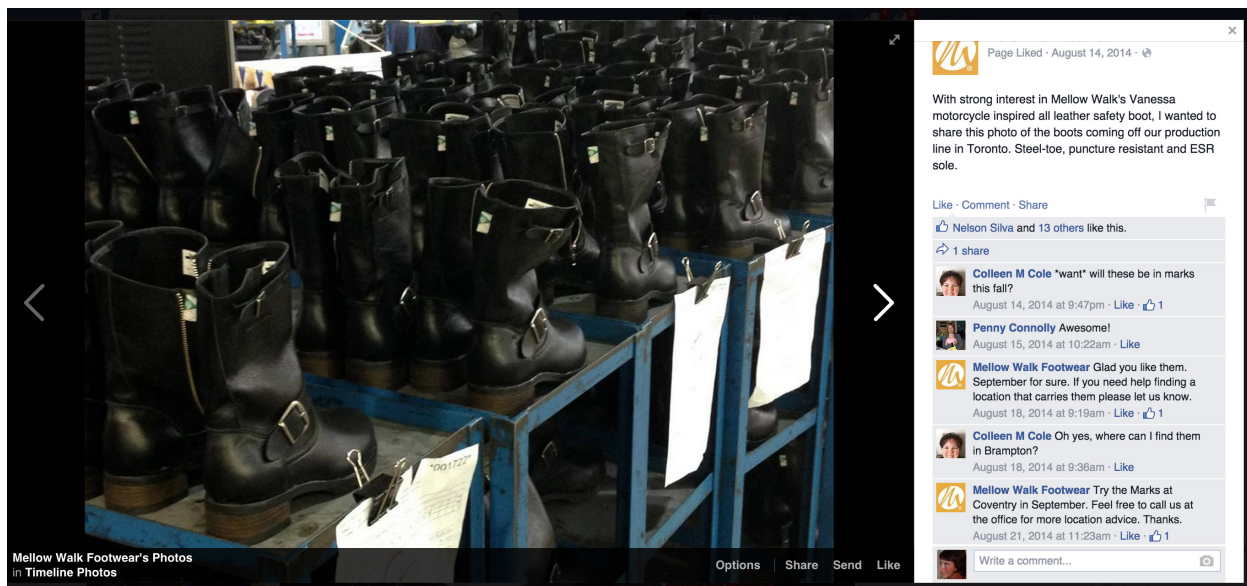 Page Liked · August 14, 2014 ·
With strong interest in Mellow Walk's Vanessa
motorcycle inspired all leather safety boot, I wanted to
share this photo of the boots coming off our production
line in Toronto. Steel-toe, puncture resistant and ESR
sole.
Like · Comment · Share
Nelson Silva and 13 others like this.
1 share
Colleen M Cole *want* will these be in marks
this fall?
August 14, 2014 at 9:47pm · Like · 1
Penny Connolly Awesome!
August 15, 2014 at 10:22am · Like
Mellow Walk Footwear Glad you like them.
September for sure. If you need help finding a
location that carries them please let us know.
August 18, 2014 at 9:19am · Like · 1
Colleen M Cole Oh yes, where can I find them
in Brampton?
August 18, 2014 at 9:36am · Like
Mellow Walk Footwear Try the Marks at
Coventry in September. Feel free to call us at
the office for more location advice. Thanks.
August 21, 2014 at 11:23am · Like · 1
Write a comment...
*001722*
Mellow Walk Footwear's Photos
in Timeline Photos
Options
Share
Send
Like